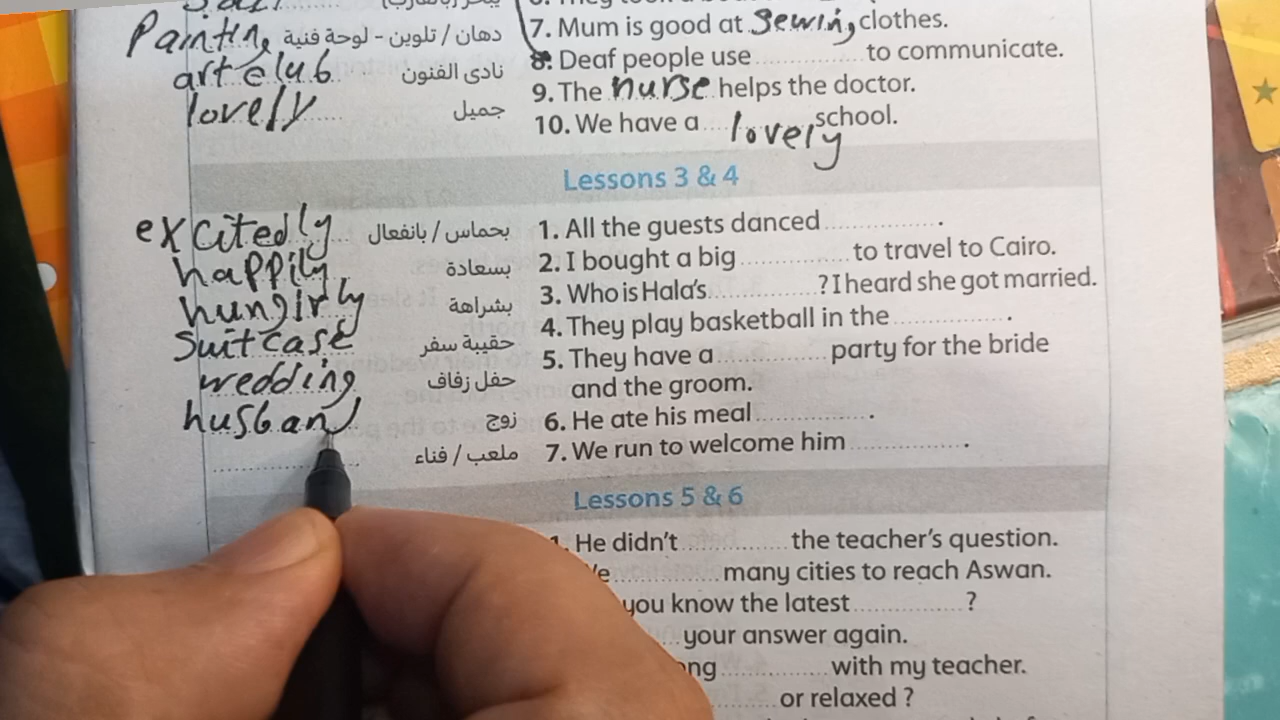 7. Mum is good at sewing clothes.
Painting دهان / تلوين - لوحة فنية
8. Deaf people use .............. to communicate.
art club نادى الفنون
9. The nurse helps the doctor.
lovely جميل
10. We have a lovely school.
Lessons 3 & 4
excitedly بحماس / بانفعال 1. All the guests danced .............. .
happily بسعادة 2. I bought a big .............. to travel to Cairo.
hungirly بشراهة 3. Who is Hala's .............. ? I heard she got married.
suitcase حقيبة سفر 4. They play basketball in the .............. .
wedding حفل زفاف 5. They have a .............. party for the bride
and the groom.
husban زوج 6. He ate his meal .............. .
.................. ملعب / فناء 7. We run to welcome him .............. .
Lessons 5 & 6
1. He didn't .............. the teacher's question.
.............. many cities to reach Aswan.
you know the latest .............. ?
your answer again.
.............. with my teacher.
.............. or relaxed ?